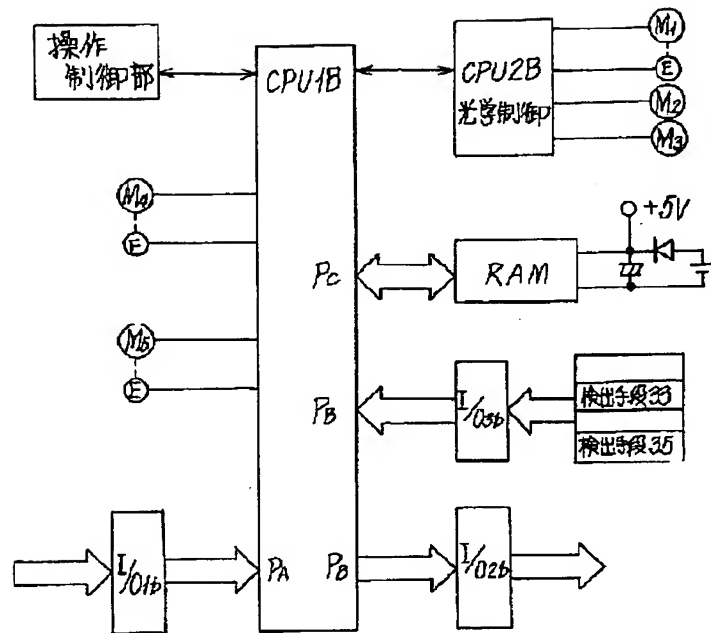 操作
制御部
CPU1B
CPU2B
光学制御
M1
E
M2
M3
M4
E
M5
E
+5V
PC
RAM
PB
I/O3b
検出手段33
検出手段35
I/O1b
PA
PB
I/O2b